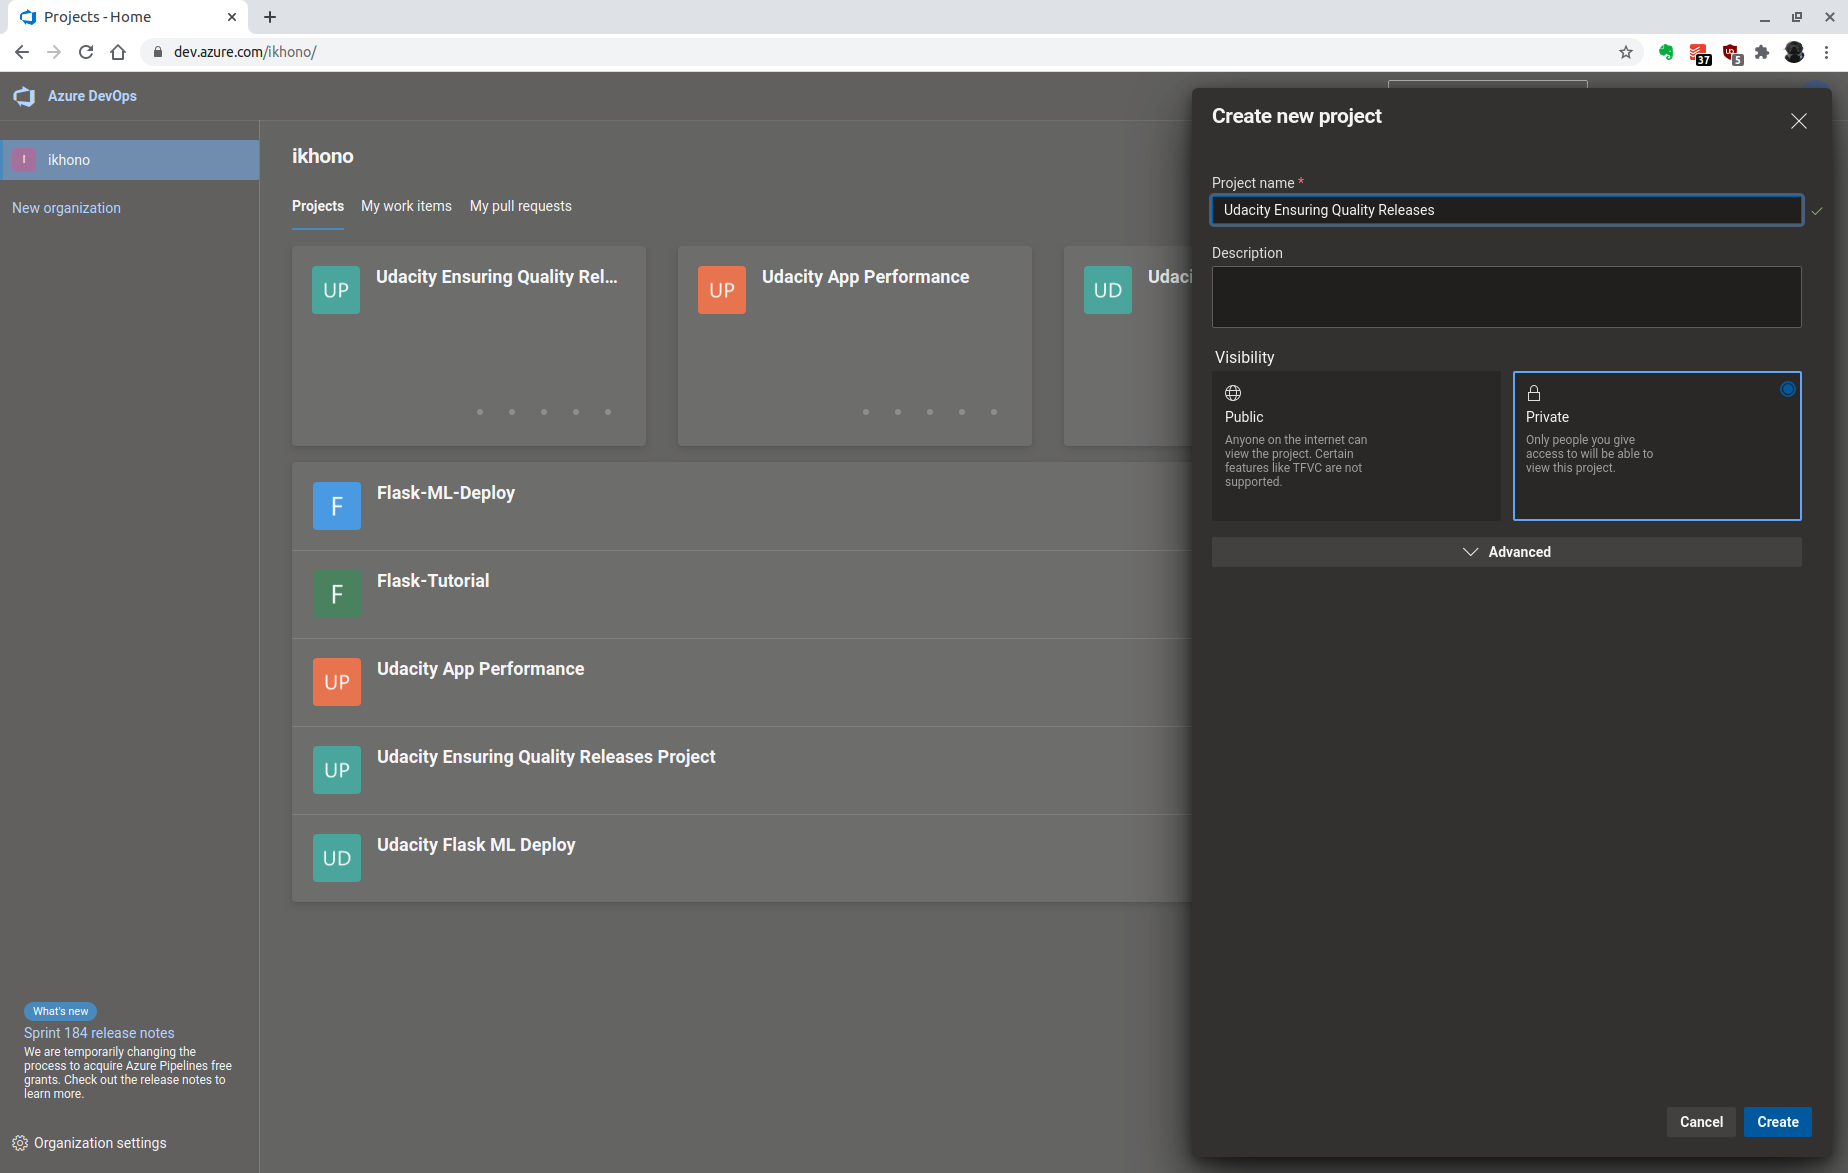 Projects - Home
dev.azure.com/ikhono/
37
5
Azure DevOps
I
ikhono
New organization
ikhono
Projects
My work items
My pull requests
UP
Udacity Ensuring Quality Rel...
UP
Udacity App Performance
UD
Udaci
F
Flask-ML-Deploy
F
Flask-Tutorial
UP
Udacity App Performance
UP
Udacity Ensuring Quality Releases Project
UD
Udacity Flask ML Deploy
What's new
Sprint 184 release notes
We are temporarily changing the
process to acquire Azure Pipelines free
grants. Check out the release notes to
learn more.
Organization settings
Create new project
Project name *
Udacity Ensuring Quality Releases
Description
Visibility
Public
Anyone on the internet can
view the project. Certain
features like TFVC are not
supported.
Private
Only people you give
access to will be able to
view this project.
Advanced
Cancel
Create